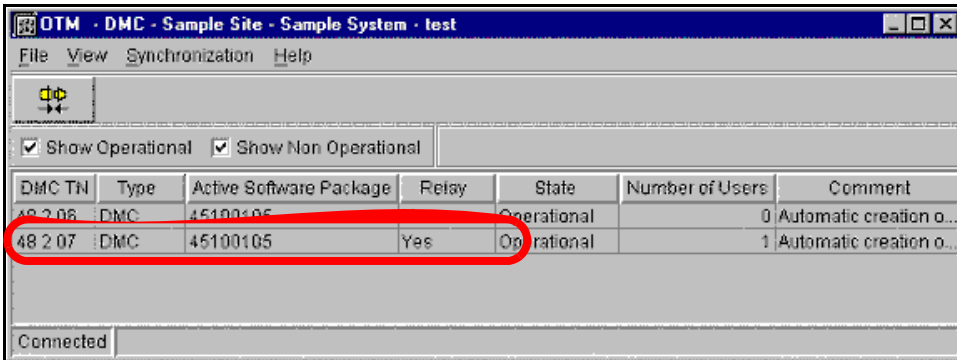 OTM - DMC - Sample Site - Sample System - test
File View Synchronization Help
Show Operational Show Non Operational
DMC TN Type Active Software Package Relay State Number of Users Comment
48 2 06 DMC 45100105 Operational 0 Automatic creation o...
48 2 07 DMC 45100105 Yes Operational 1 Automatic creation o...
Connected